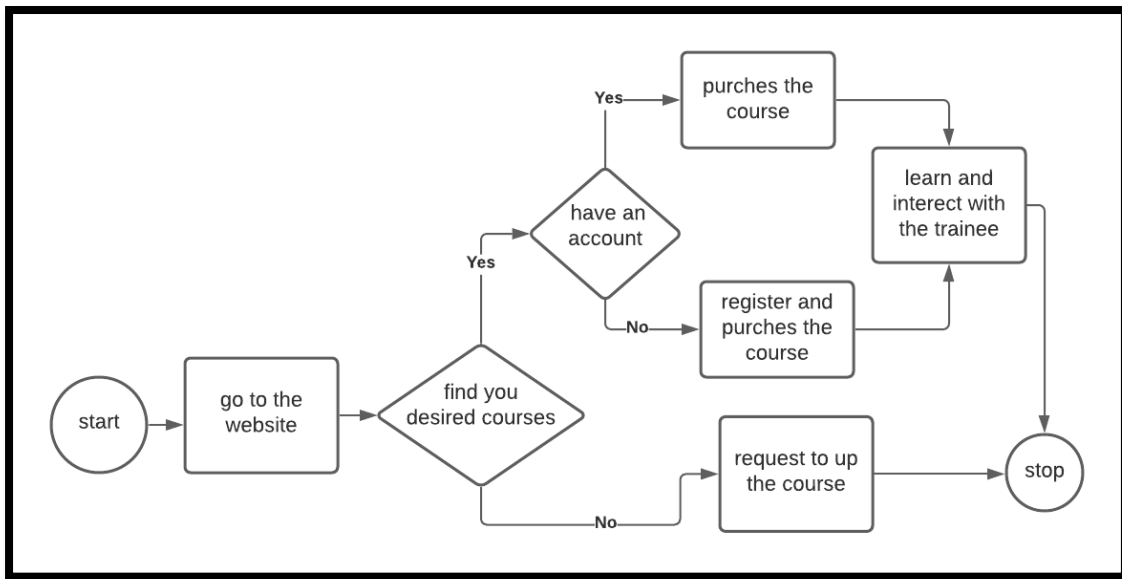 start
go to the
website
find you
desired courses
Yes
have an
account
Yes
purches the
course
No
register and
purches the
course
learn and
interect with
the trainee
No
request to up
the course
stop